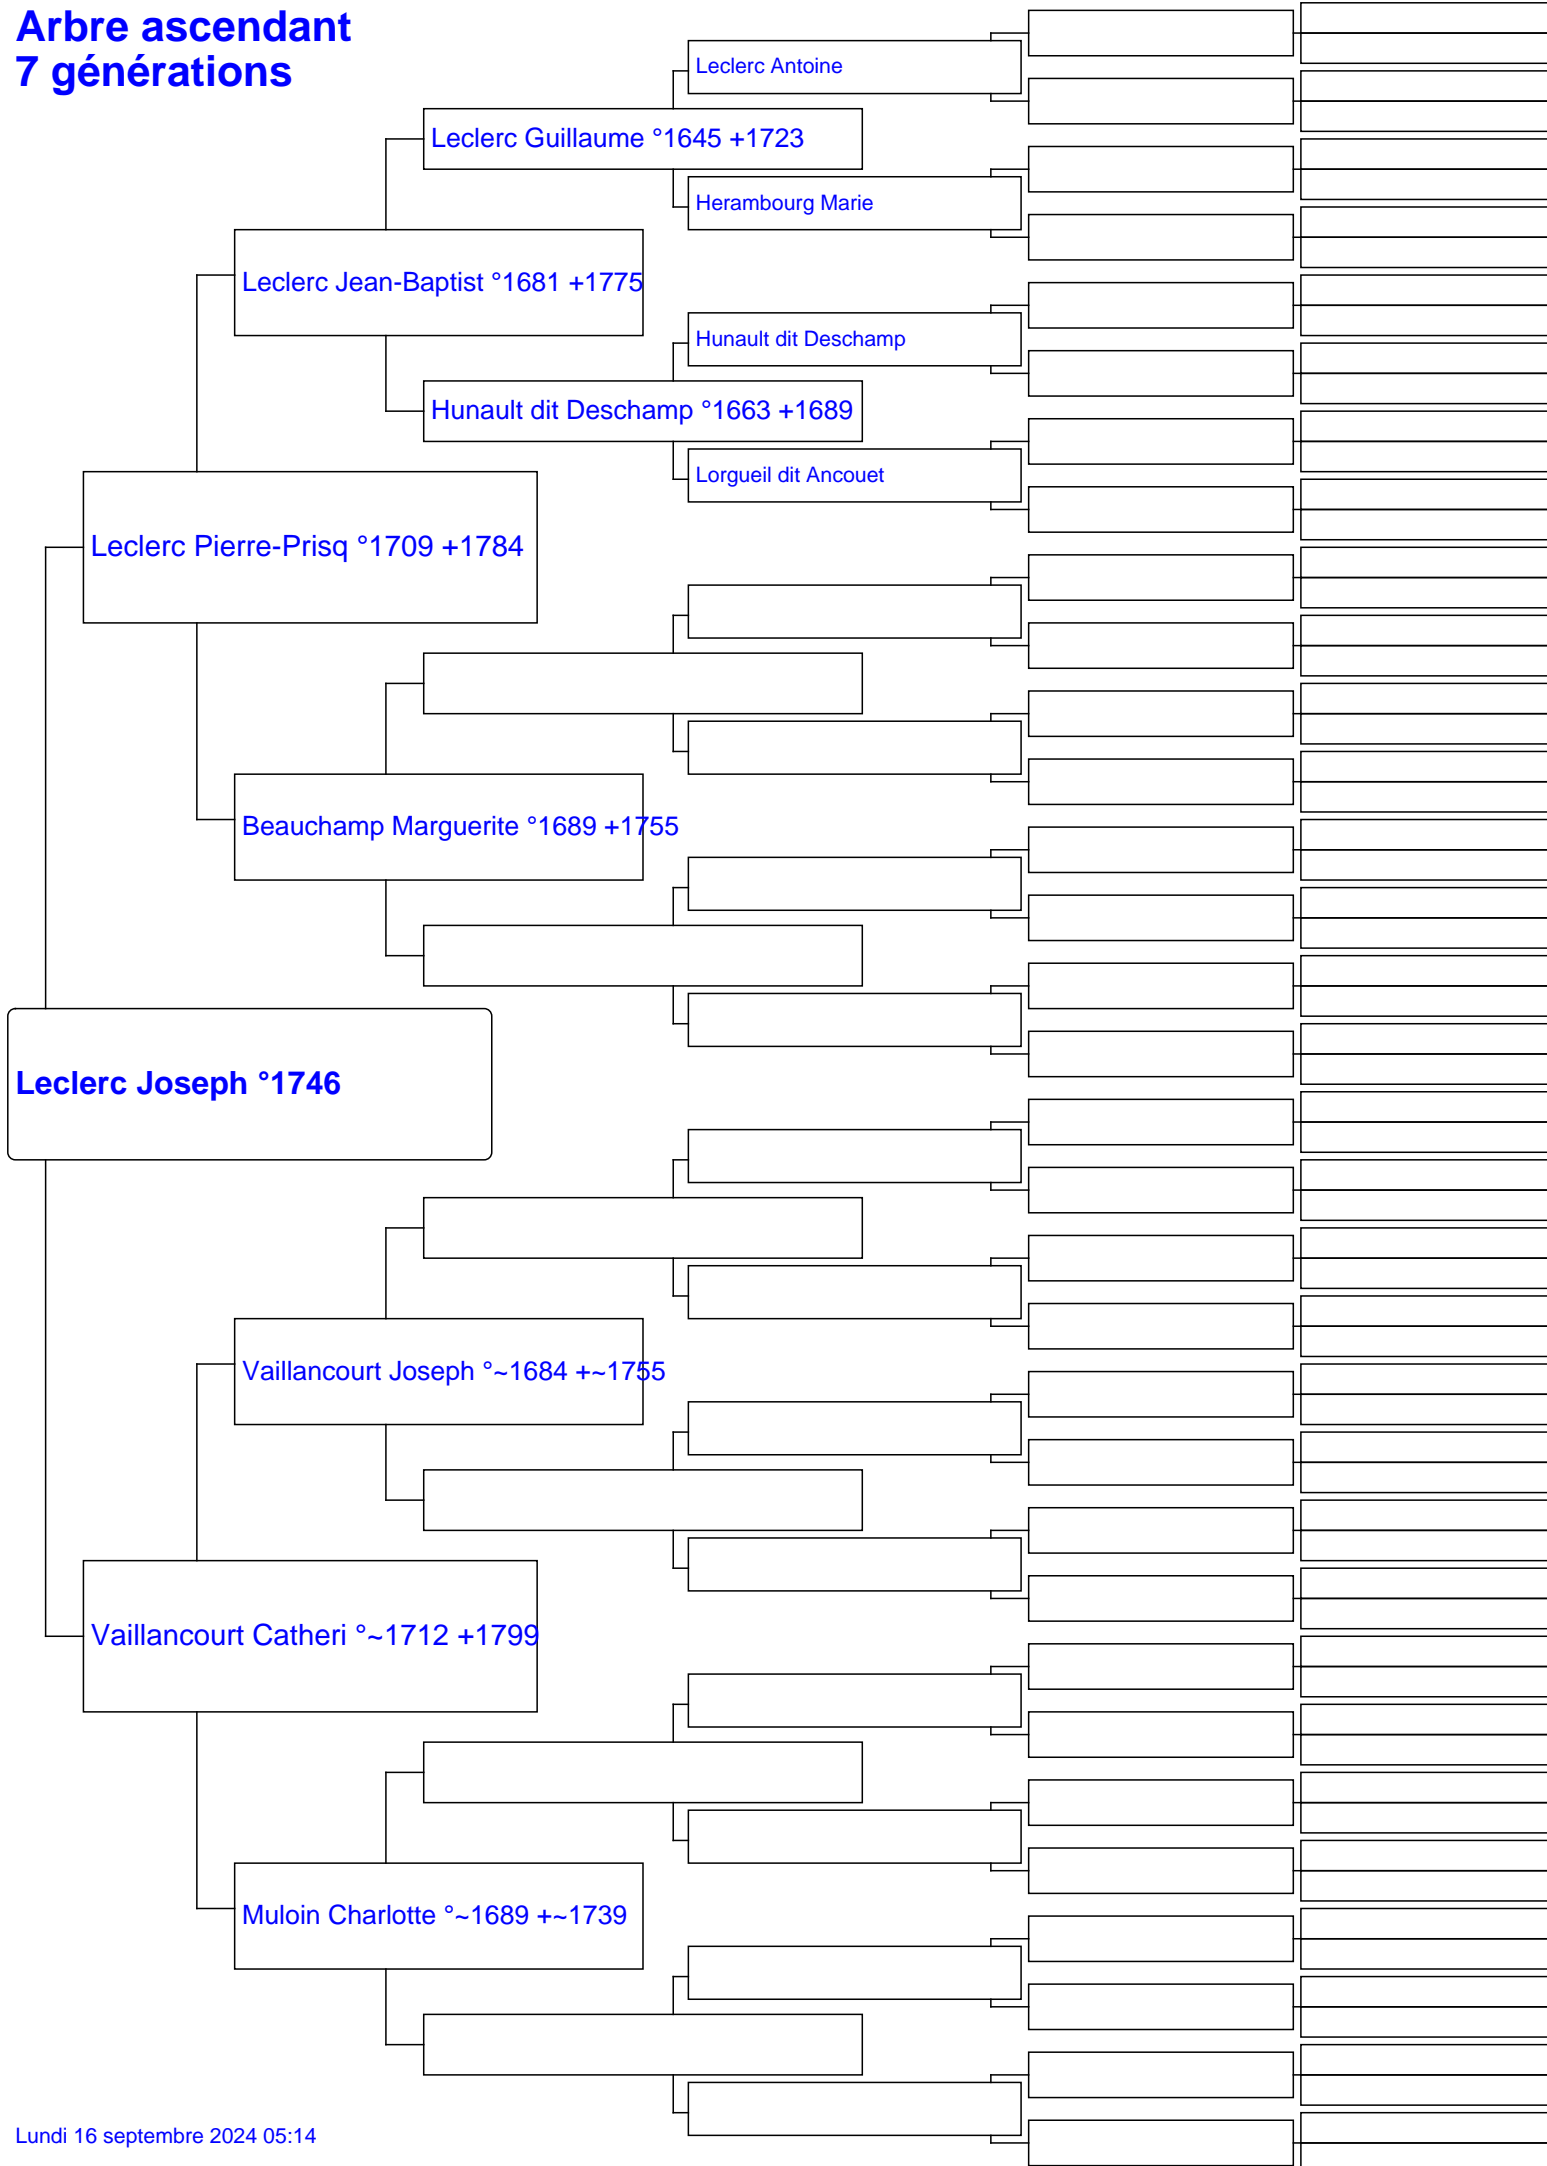 Arbre ascendant
7 générations
Leclerc Antoine
Leclerc Guillaume °1645 +1723
Herambourg Marie
Leclerc Jean-Baptist °1681 +1775
Hunault dit Deschamp
Hunault dit Deschamp °1663 +1689
Lorgueil dit Ancouet
Leclerc Pierre-Prisq °1709 +1784
Beauchamp Marguerite °1689 +1755
Leclerc Joseph °1746
Vaillancourt Joseph °~1684 +~1755
Vaillancourt Catheri °~1712 +1799
Muloin Charlotte °~1689 +~1739
Lundi 16 septembre 2024 05:14